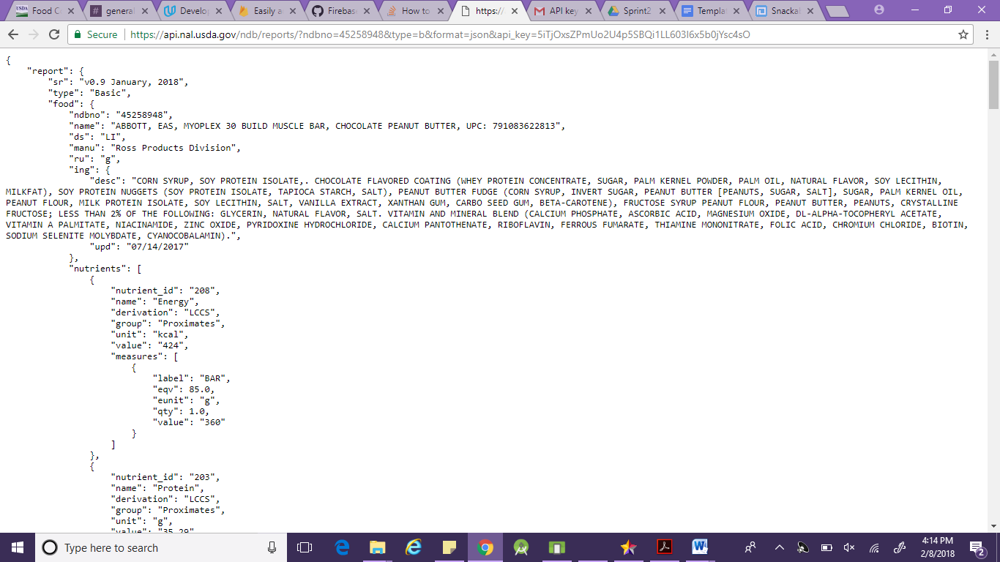 Food C
general
Develop
Easily a
Firebas
How to
https:/
API key
Sprint2
Templat
Snackal
Secure
https://api.nal.usda.gov/ndb/reports/?ndbno=45258948&type=b&format=json&api_key=5iTjOxsZPmUo2U4p5SBQi1LL603I6x5b0jYsc4sO
{
"report": {
"sr": "v0.9 January, 2018",
"type": "Basic",
"food": {
"ndbno": "45258948",
"name": "ABBOTT, EAS, MYOPLEX 30 BUILD MUSCLE BAR, CHOCOLATE PEANUT BUTTER, UPC: 791083622813",
"ds": "LI",
"manu": "Ross Products Division",
"ru": "g",
"ing": {
"desc": "CORN SYRUP, SOY PROTEIN ISOLATE,. CHOCOLATE FLAVORED COATING (WHEY PROTEIN CONCENTRATE, SUGAR, PALM KERNEL POWDER, PALM OIL, NATURAL FLAVOR, SOY LECITHIN,
MILKFAT), SOY PROTEIN NUGGETS (SOY PROTEIN ISOLATE, TAPIOCA STARCH, SALT), PEANUT BUTTER FUDGE (CORN SYRUP, INVERT SUGAR, PEANUT BUTTER [PEANUTS, SUGAR, SALT], SUGAR, PALM KERNEL OIL,
PEANUT FLOUR, MILK PROTEIN ISOLATE, SOY LECITHIN, SALT, VANILLA EXTRACT, XANTHAN GUM, CARBO SEED GUM, BETA-CAROTENE), FRUCTOSE SYRUP PEANUT FLOUR, PEANUT BUTTER, PEANUTS, CRYSTALLINE
FRUCTOSE; LESS THAN 2% OF THE FOLLOWING: GLYCERIN, NATURAL FLAVOR, SALT. VITAMIN AND MINERAL BLEND (CALCIUM PHOSPHATE, ASCORBIC ACID, MAGNESIUM OXIDE, DL-ALPHA-TOCOPHERYL ACETATE,
VITAMIN A PALMITATE, NIACINAMIDE, ZINC OXIDE, PYRIDOXINE HYDROCHLORIDE, CALCIUM PANTOTHENATE, RIBOFLAVIN, FERROUS FUMARATE, THIAMINE MONONITRATE, FOLIC ACID, CHROMIUM CHLORIDE, BIOTIN,
SODIUM SELENITE MOLYBDATE, CYANOCOBALAMIN).",
"upd": "07/14/2017"
},
"nutrients": [
{
"nutrient_id": "208",
"name": "Energy",
"derivation": "LCCS",
"group": "Proximates",
"unit": "kcal",
"value": "424",
"measures": [
{
"label": "BAR",
"eqv": 85.0,
"eunit": "g",
"qty": 1.0,
"value": "360"
}
]
},
{
"nutrient_id": "203",
"name": "Protein",
"derivation": "LCCS",
"group": "Proximates",
"unit": "g",
"value": "35.29"
Type here to search
4:14 PM
2/8/2018
2